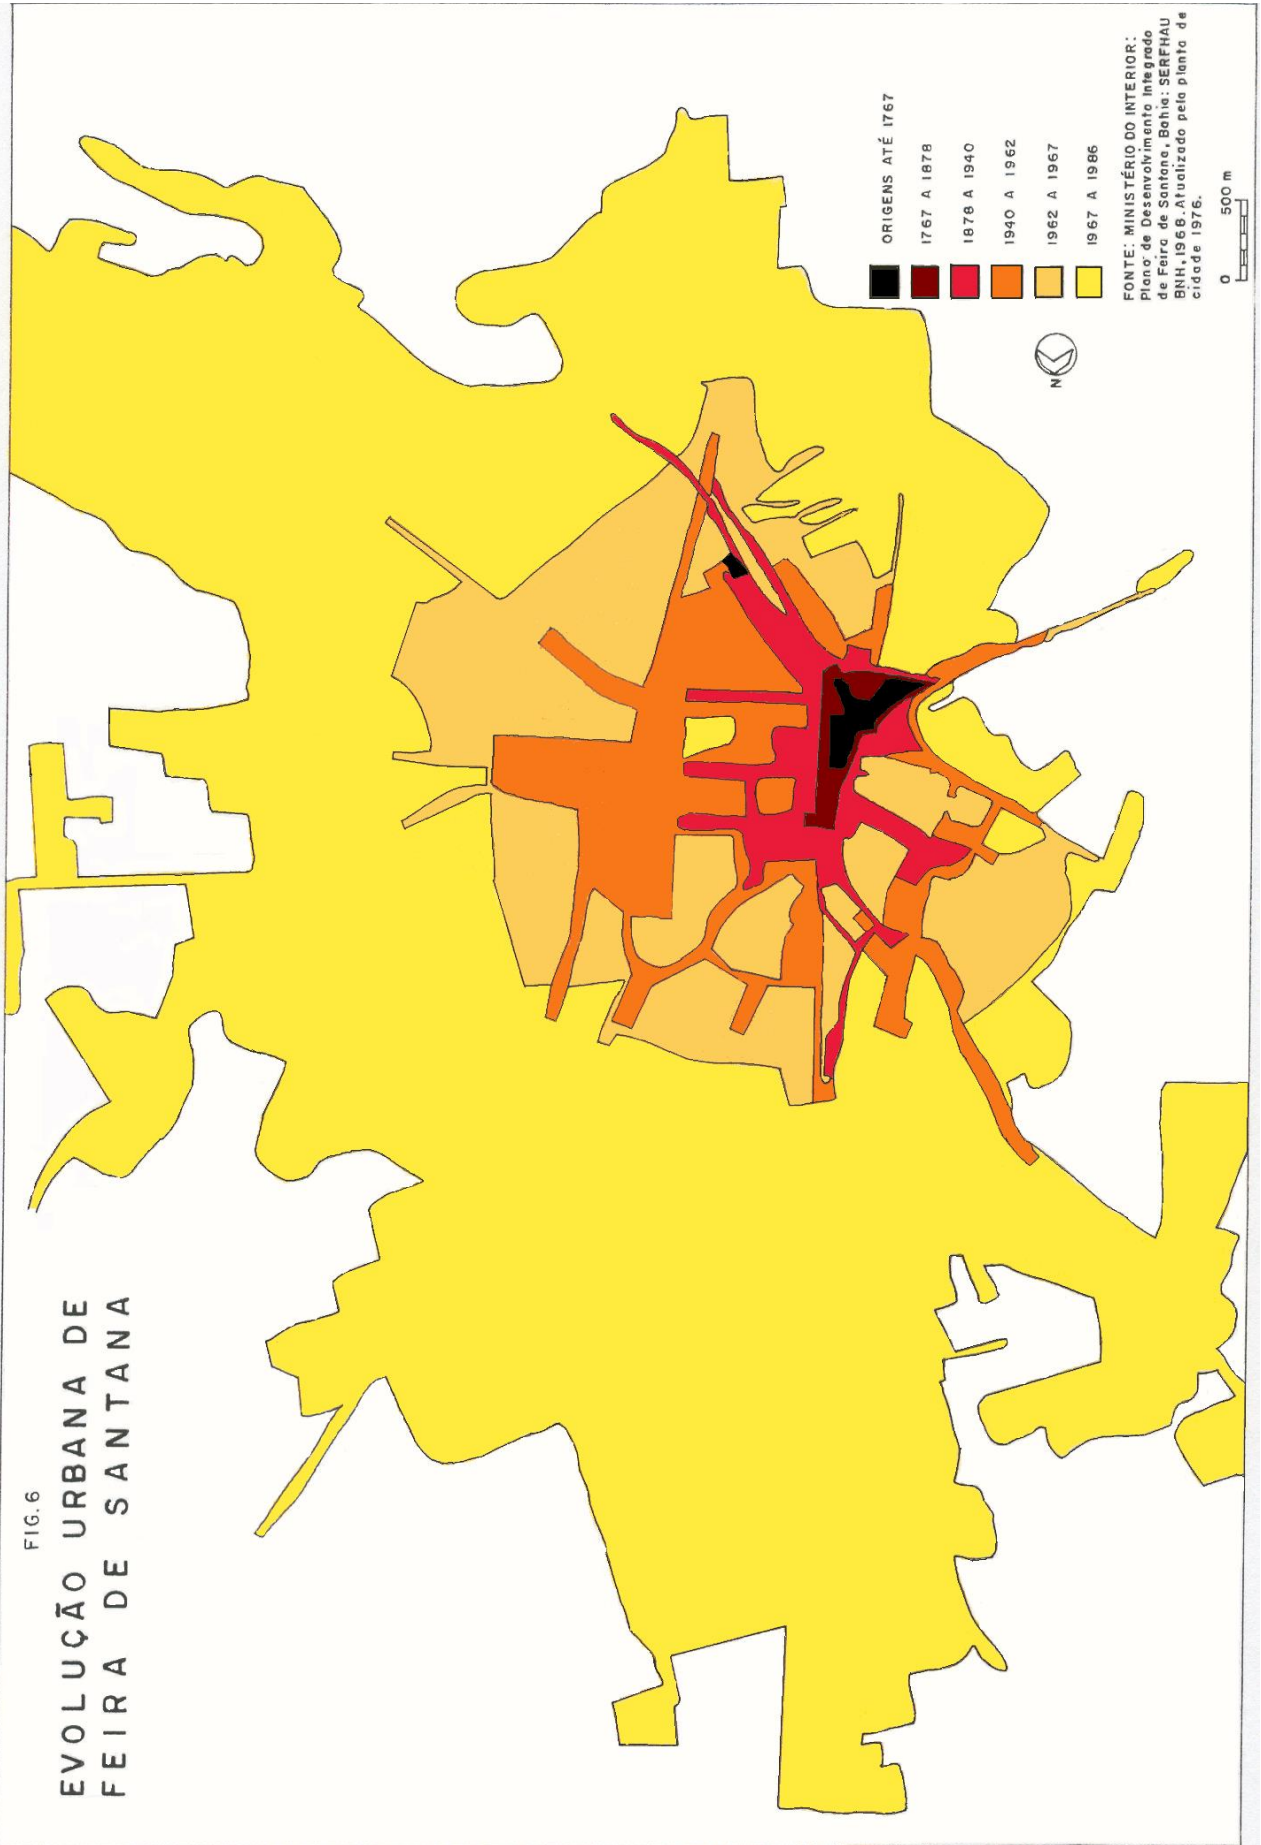 FIG. 6
EVOLUÇÃO URBANA DE
FEIRA DE SANTANA
ORIGENS ATÉ 1767
1767 A 1878
1878 A 1940
1940 A 1962
1962 A 1967
1967 A 1986
N
FONTE: MINISTÉRIO DO INTERIOR:
Plano de Desenvolvimento Integrado
de Feira de Santana, Bahia: SERFHAU
BNH, 1968. Atualizado pela planta de
cidade 1976.
0 500 m